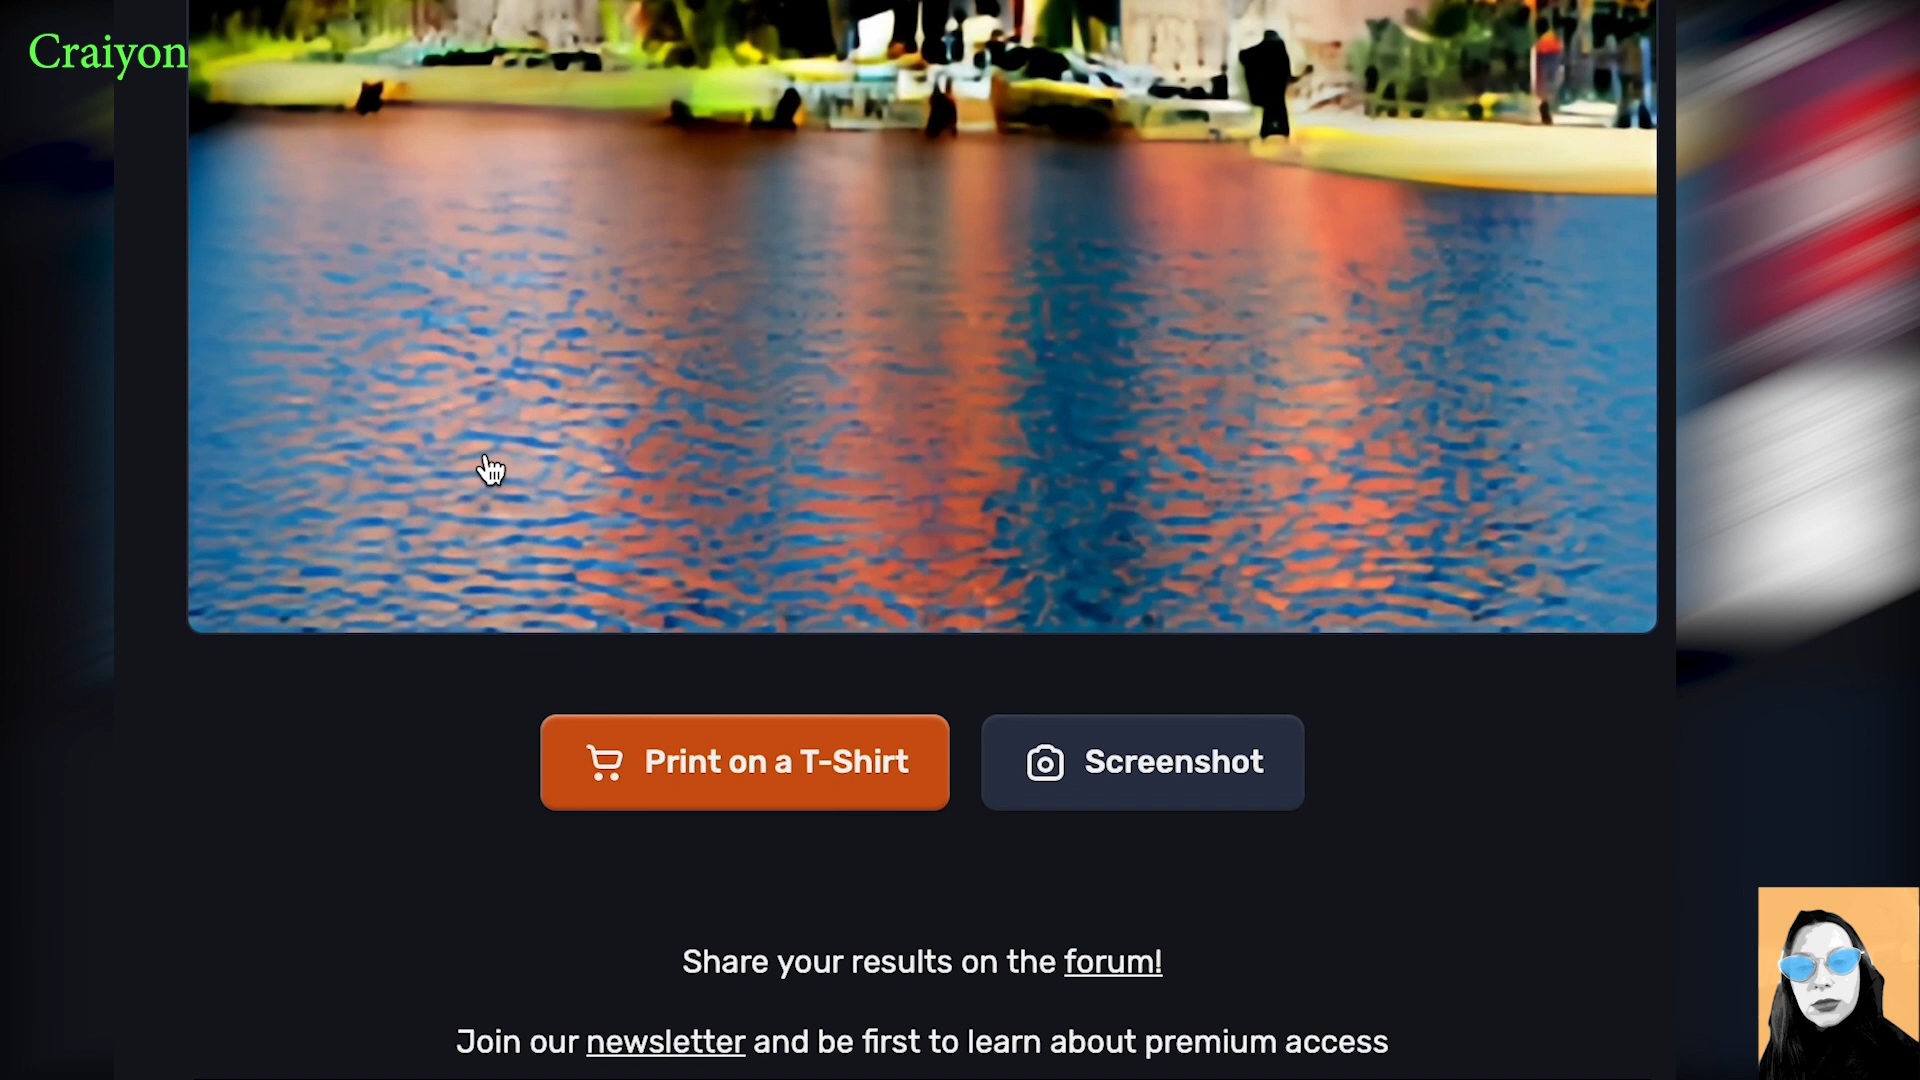 Craiyon
Print on a T-Shirt
Screenshot
Share your results on the forum!
Join our newsletter and be first to learn about premium access